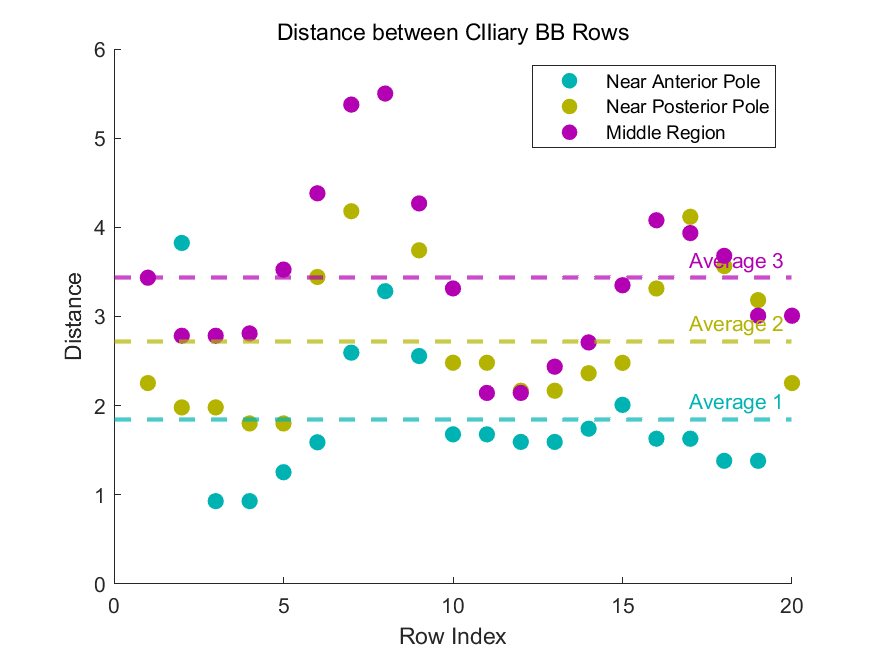 Distance between CIliary BB Rows
Near Anterior Pole
Near Posterior Pole
Middle Region
Average 3
Average 2
Average 1
Distance
6
5
4
3
2
1
0
0 5 10 15 20
Row Index